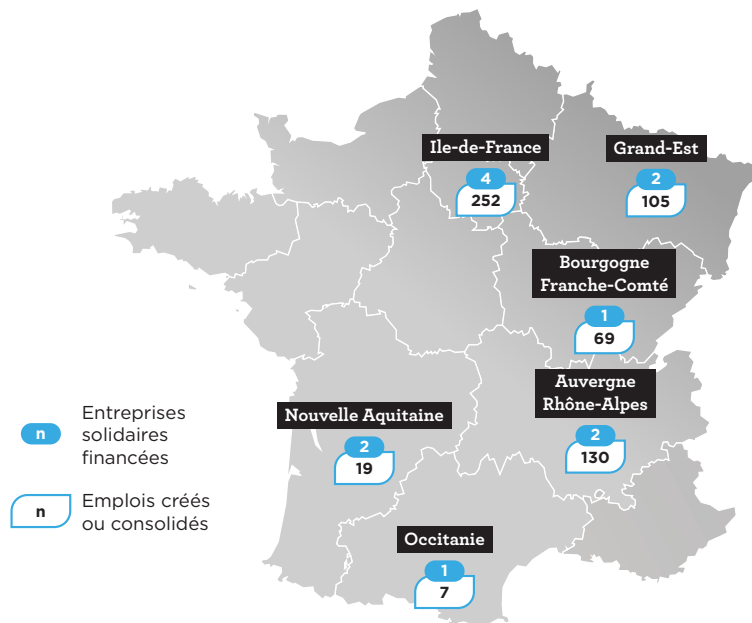 Ile-de-France
4
252
Grand-Est
2
105
Bourgogne
Franche-Comté
1
69
Auvergne
Rhône-Alpes
2
130
Nouvelle Aquitaine
2
19
Occitanie
1
7
n
Entreprises
solidaires
financées
n
Emplois créés
ou consolidés